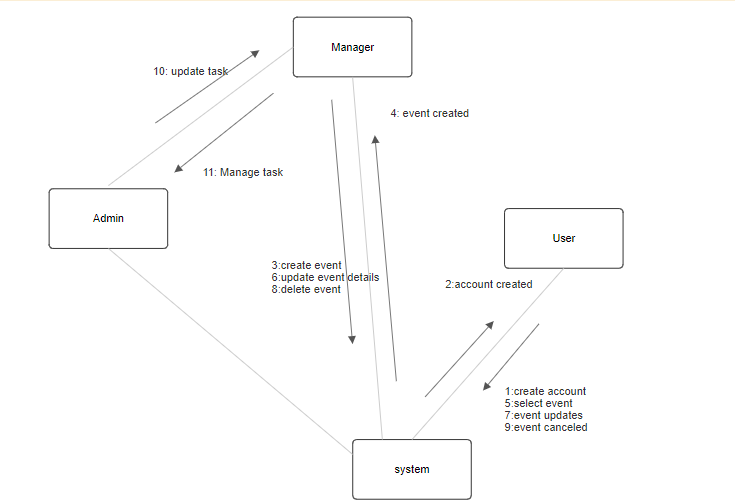 Manager
10: update task
4: event created
11: Manage task
Admin
User
3:create event
6:update event details
8:delete event
2:account created
1:create account
5:select event
7:event updates
9:event canceled
system